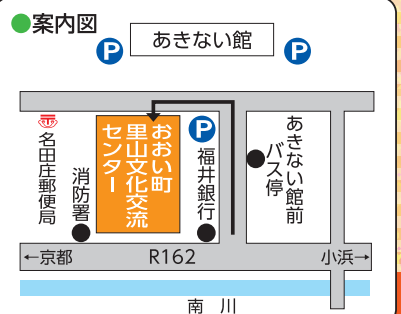 ●案内図
P
あきない館
P
名田庄郵便局
消防署
おおい町
里山文化交流
センター
P
福井銀行
あきない館前
バス停
←京都
R162
小浜→
南川